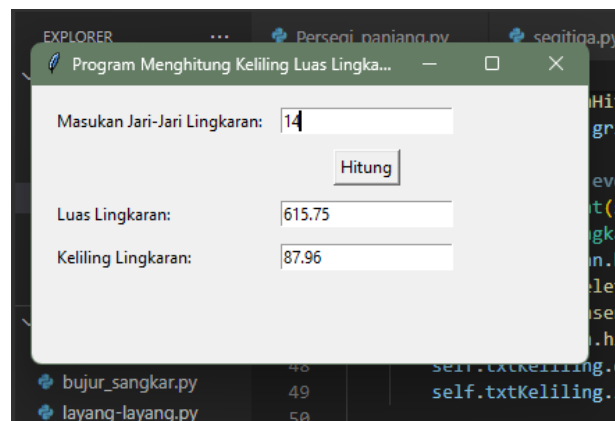 EXPLORER ... Persegi_panjang.py segitiga.py
Program Menghitung Keliling Luas Lingka...
Masukan Jari-Jari Lingkaran: 14
Hitung
Luas Lingkaran: 615.75
Keliling Lingkaran: 87.96
48 self.txtKeliling.
bujur_sangkar.py 49 self.txtKeliling.
layang-layang.py 50